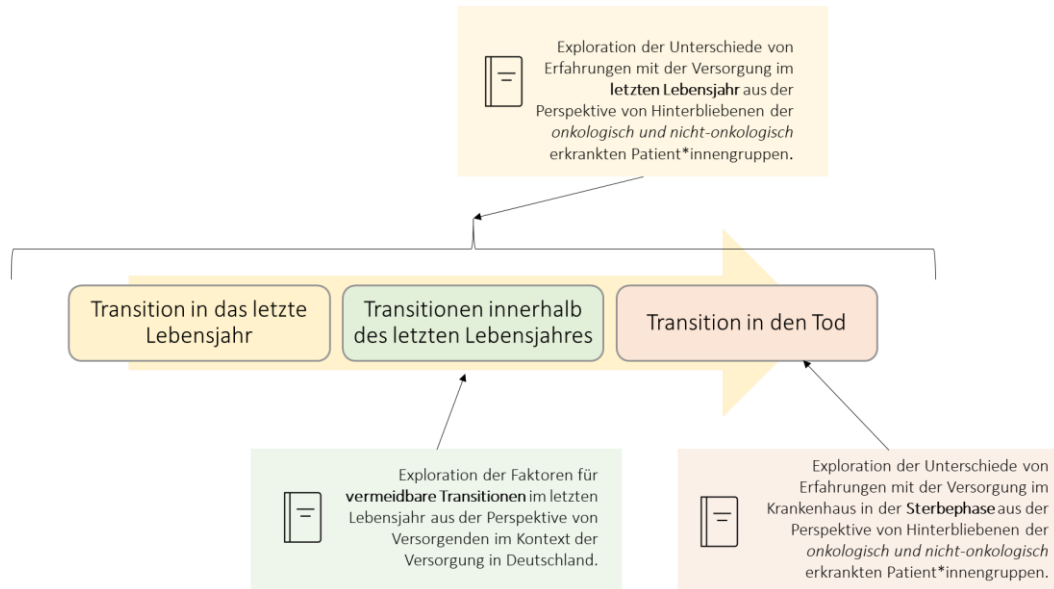 Exploration der Unterschiede von
Erfahrungen mit der Versorgung im
letzten Lebensjahr aus der
Perspektive von Hinterbliebenen der
onkologisch und nicht-onkologisch
erkrankten Patient*innengruppen.
Transition in das letzte
Lebensjahr
Transitionen innerhalb
des letzten Lebensjahres
Transition in den Tod
Exploration der Faktoren für
vermeidbare Transitionen im letzten
Lebensjahr aus der Perspektive von
Versorgenden im Kontext der
Versorgung in Deutschland.
Exploration der Unterschiede von
Erfahrungen mit der Versorgung im
Krankenhaus in der Sterbephase aus der
Perspektive von Hinterbliebenen der
onkologisch und nicht-onkologisch
erkrankten Patient*innengruppen.